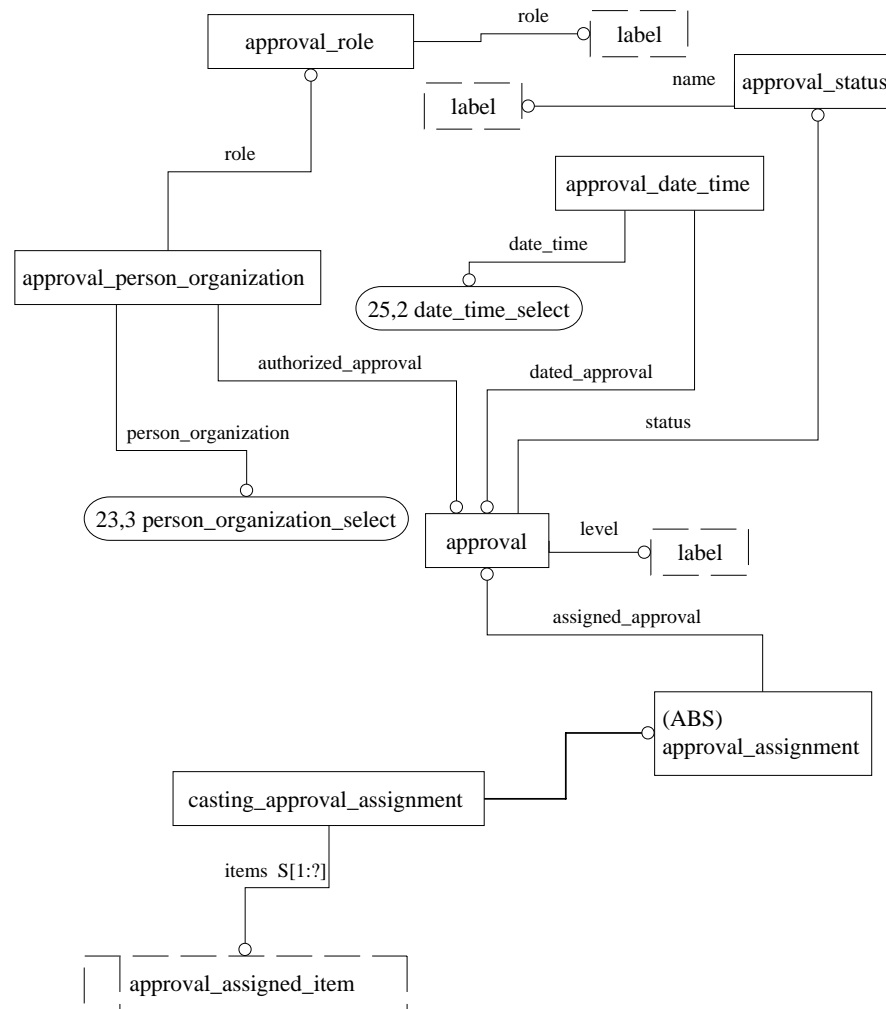 role
approval_role
label
name
approval_status
label
role
approval_date_time
date_time
approval_person_organization
25,2 date_time_select
authorized_approval
dated_approval
person_organization
status
23,3 person_organization_select
approval
level
label
assigned_approval
(ABS)
approval_assignment
casting_approval_assignment
items S[1:?]
approval_assigned_item